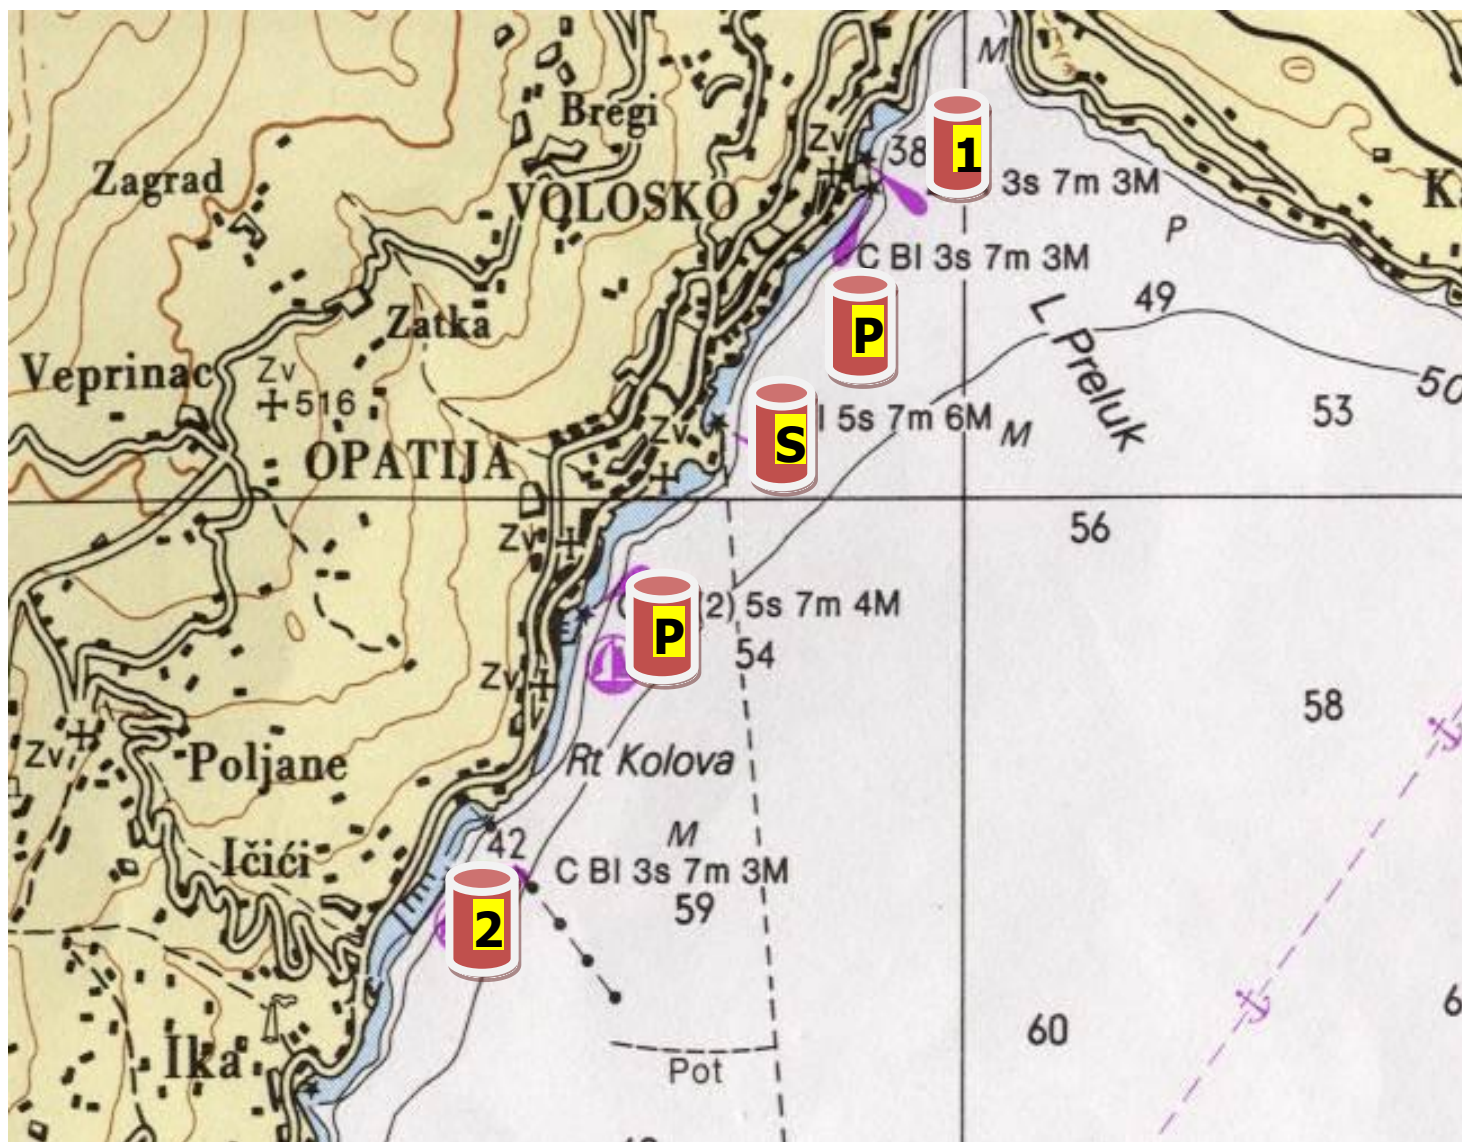 M
Bregi
Zv
38
1
Zagrad
3s 7m 3M
VOLOSKO
P
C Bl 3s 7m 3M
49
L. Preluk
Zatka
P
Veprinac
Zv
516
50
53
l 5s 7m 6M
M
Zv
S
OPATIJA
56
Zv
(2) 5s 7m 4M
P
54
Zv
58
Zv
Poljane
Rt Kolova
M
42
Ičići
C Bl 3s 7m 3M
59
2
60
Ika
Pot